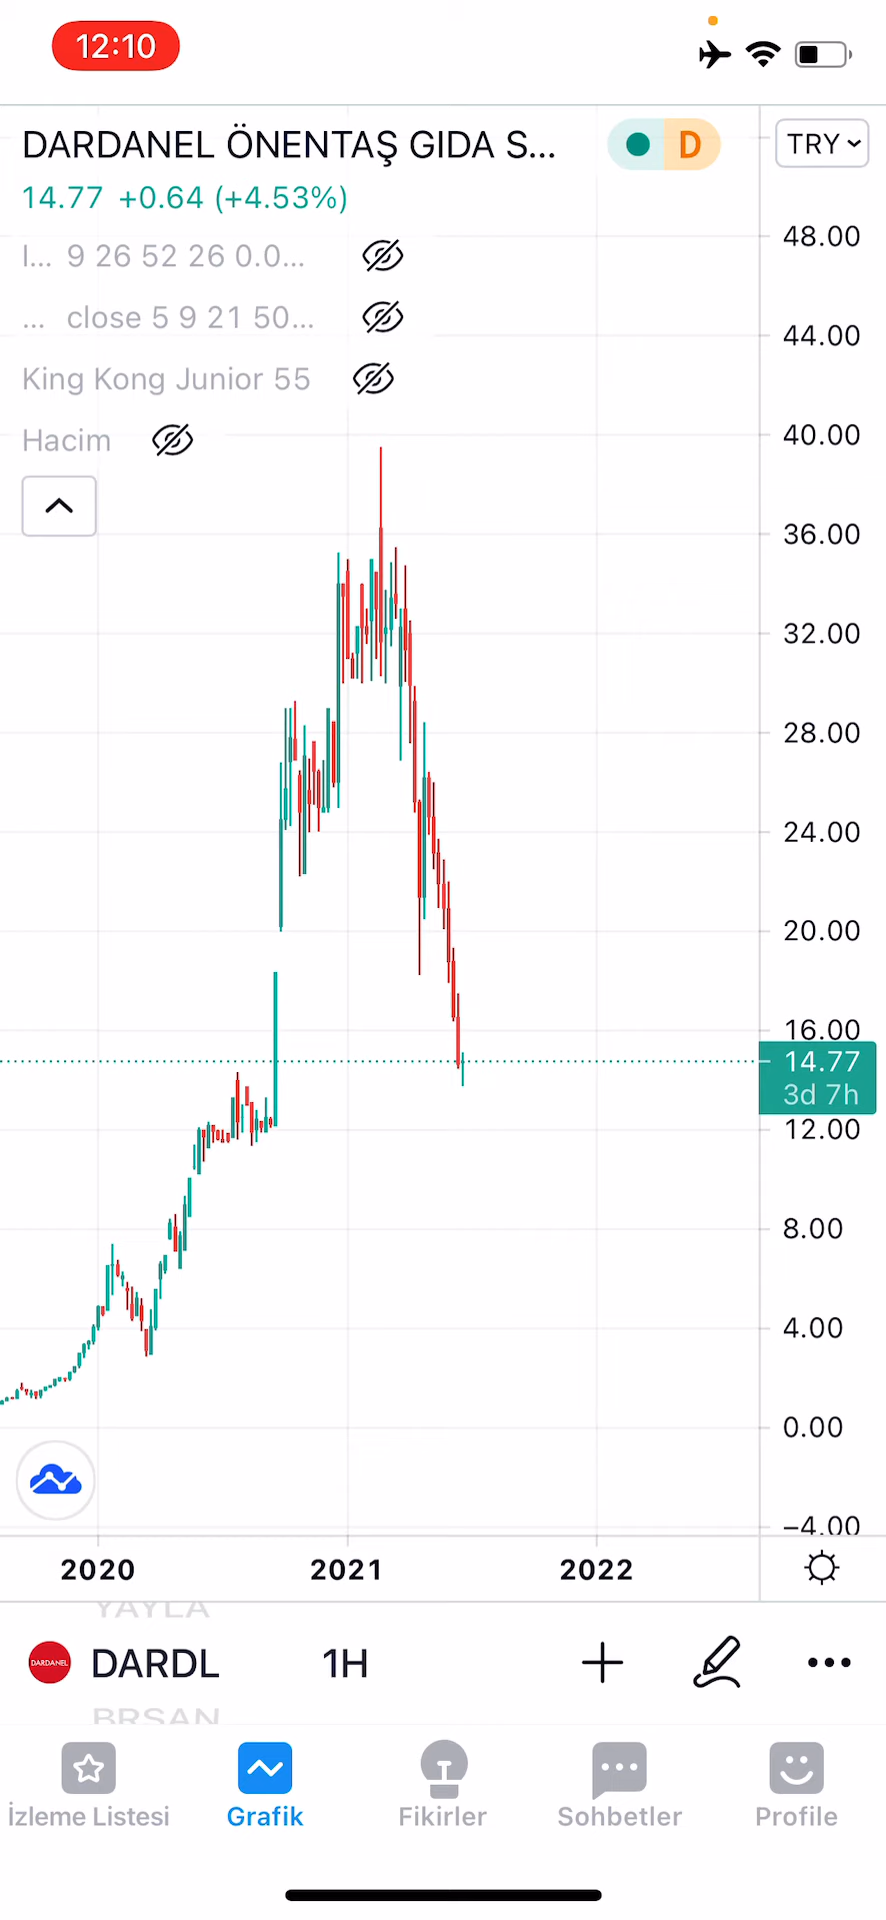 12:10
DARDANEL ÖNENTAŞ GIDA S...
D
TRY
14.77 +0.64 (+4.53%)
I... 9 26 52 26 0.0...
... close 5 9 21 50...
King Kong Junior 55
Hacim
48.00
44.00
40.00
36.00
32.00
28.00
24.00
20.00
16.00
14.77
3d 7h
12.00
8.00
4.00
0.00
−4.00
2020 2021 2022
YAYLA
DARDANEL
DARDL 1H
BRSAN
İzleme Listesi Grafik Fikirler Sohbetler Profile